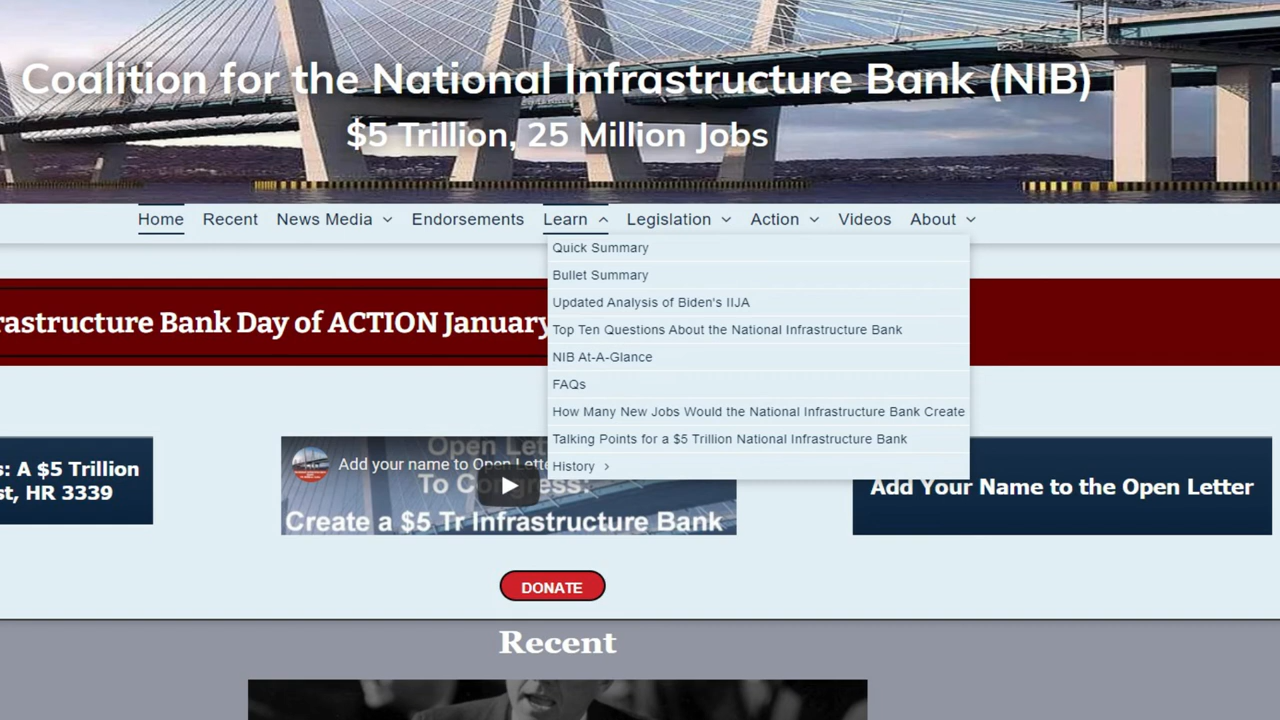 Coalition for the National Infrastructure Bank (NIB)
$5 Trillion, 25 Million Jobs
Home Recent News Media Endorsements Learn Legislation Action Videos About
Quick Summary
Bullet Summary
Updated Analysis of Biden's IIJA
Top Ten Questions About the National Infrastructure Bank
NIB At-A-Glance
FAQs
How Many New Jobs Would the National Infrastructure Bank Create
Talking Points for a $5 Trillion National Infrastructure Bank
History
rastructure Bank Day of ACTION January
s: A $5 Trillion
st, HR 3339
Open Let
Add your name to Open Lette
To Congress:
Create a $5 Tr Infrastructure Bank
Add Your Name to the Open Letter
DONATE
Recent